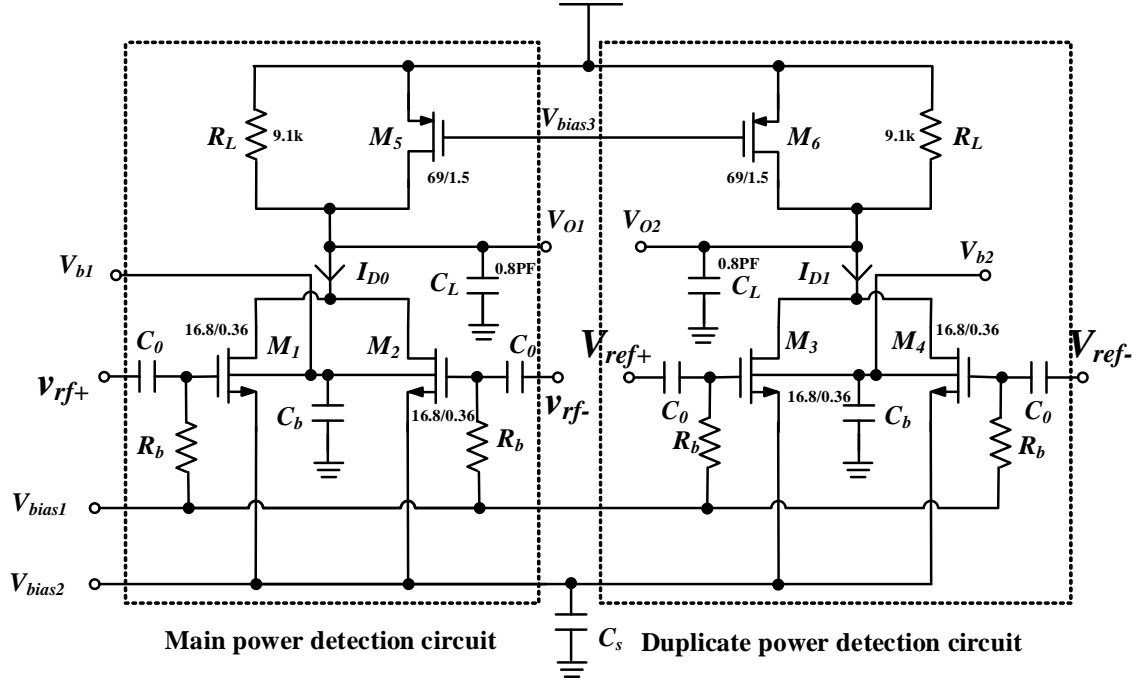 R_L
9.1k
M_5
69/1.5
V_bias3
M_6
69/1.5
9.1k
R_L
V_O1
V_O2
V_b1
I_D0
C_L
0.8PF
0.8PF
C_L
I_D1
V_b2
16.8/0.36
M_1
M_2
C_0
C_0
v_rf+
v_rf-
16.8/0.36
C_b
R_b
R_b
V_ref+
M_3
M_4
16.8/0.36
V_ref-
C_0
C_0
16.8/0.36
C_b
R_b
R_b
V_bias1
V_bias2
C_s
Main power detection circuit
Duplicate power detection circuit